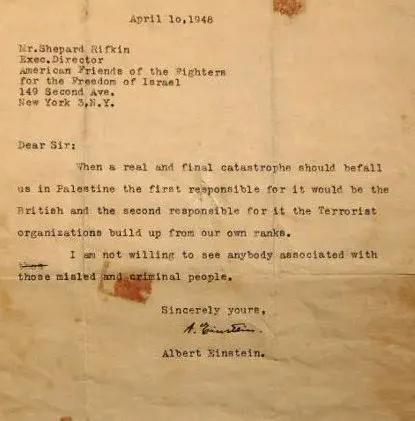 April 10,1948
Mr.Shepard Rifkin
Exec.Director
American Friends of the Fighters
for the Freedom of Israel
149 Second Ave.
New York 3,N.Y.
Dear Sir:
When a real and final catastrophe should befall
us in Palestine the first responsible for it would be the
British and the second responsible for it the Terrorist
organizations build up from our own ranks.
I am not willing to see anybody associated with
those misled and criminal people.
Sincerely yours,
A. Einstein.
Albert Einstein.